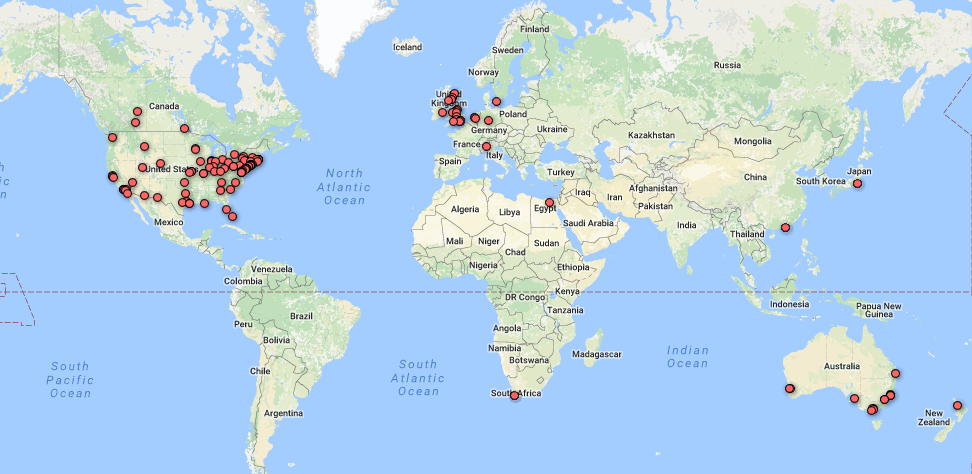 Iceland
Finland
Sweden
Norway
Russia
Canada
United
Kingdom
Poland
Germany
Ukraine
Kazakhstan
Mongolia
France
Italy
Spain
Turkey
United States
North
Atlantic
Ocean
China
South Korea
Japan
Iraq
Iran
Afghanistan
Pakistan
Algeria
Libya
Egypt
Saudi Arabia
India
Thailand
Mexico
Mali
Niger
Chad
Sudan
Nigeria
Ethiopia
Venezuela
Colombia
DR Congo
Kenya
Tanzania
Indonesia
Papua New
Guinea
Peru
Brazil
Bolivia
Angola
Namibia
Botswana
Madagascar
Indian
Ocean
South
Pacific
Ocean
South
Atlantic
Ocean
Chile
Argentina
South Africa
Australia
New
Zealand